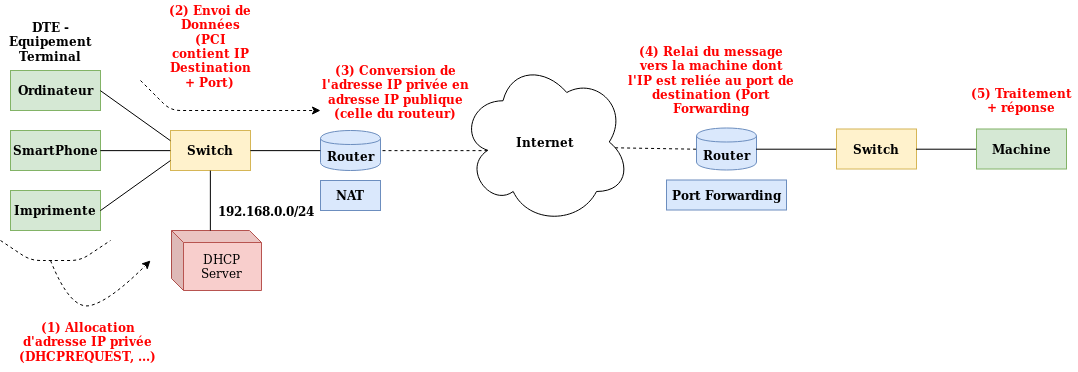 DTE -
Equipement
Terminal
Ordinateur
SmartPhone
Imprimente
(1) Allocation
d'adresse IP privée
(DHCPREQUEST, ...)
(2) Envoi de
Données
(PCI
contient IP
Destination
+ Port)
Switch
192.168.0.0/24
DHCP
Server
(3) Conversion de
l'adresse IP privée en
adresse IP publique
(celle du routeur)
Router
NAT
Internet
(4) Relai du message
vers la machine dont
l'IP est reliée au port de
destination (Port
Forwarding
Router
Port Forwarding
Switch
(5) Traitement
+ réponse
Machine